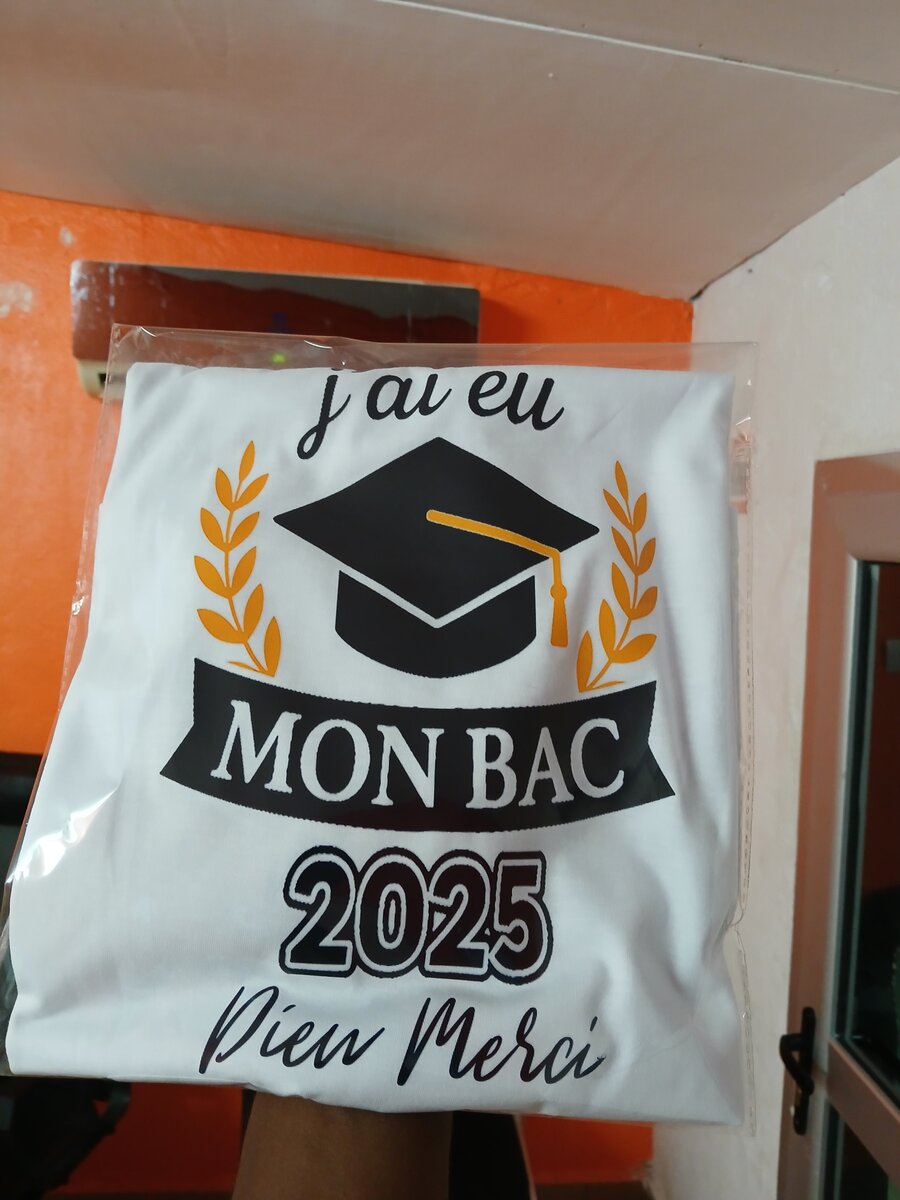 j'ai eu
MON BAC
2025
Dieu Merci